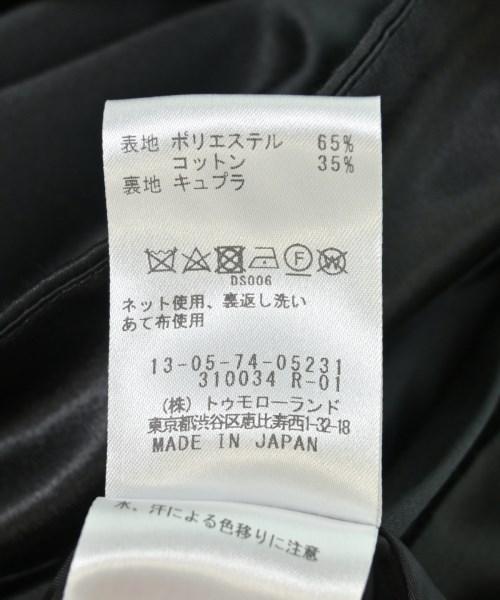 表地 ポリエステル 65%
コットン 35%
裏地 キュプラ
F W
DS006
ネット使用、裏返し洗い
あて布使用
13-05-74-05231
310034 R-01
(株) トゥモローランド
東京都渋谷区恵比寿西1-32-18
MADE IN JAPAN
水、汗による色移りに注意